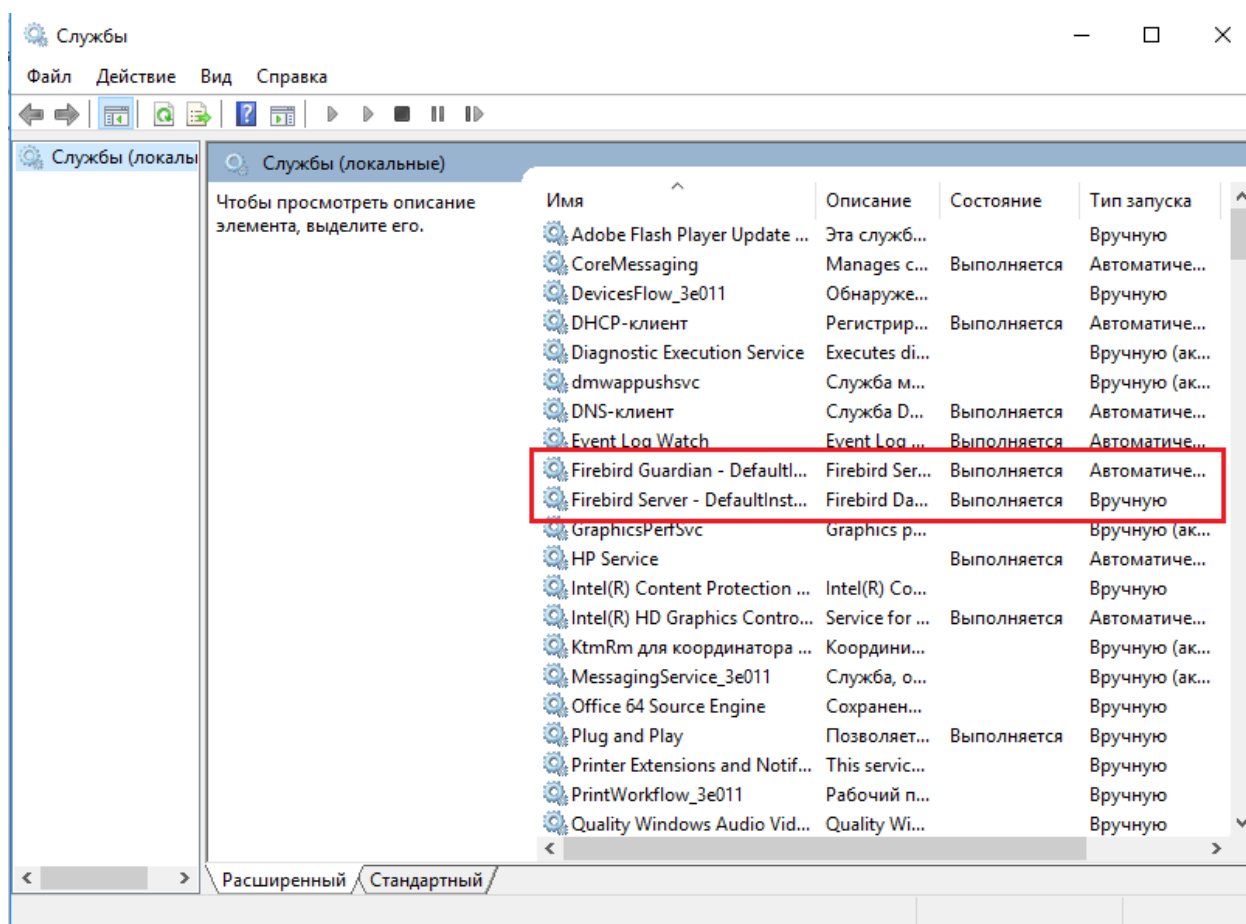 Службы
Файл Действие Вид Справка
Службы (локалы
Службы (локальные)
Чтобы просмотреть описание
элемента, выделите его.
Имя Описание Состояние Тип запуска
Adobe Flash Player Update ... Эта служб... Вручную
CoreMessaging Manages c... Выполняется Автоматиче...
DevicesFlow_3e011 Обнаруже... Вручную
DHCP-клиент Регистрир... Выполняется Автоматиче...
Diagnostic Execution Service Executes di... Вручную (ак...
dmwappushsvc Служба м... Вручную (ак...
DNS-клиент Служба D... Выполняется Автоматиче...
Event Log Watch Event Log ... Выполняется Автоматиче...
Firebird Guardian - DefaultI... Firebird Ser... Выполняется Автоматиче...
Firebird Server - DefaultInst... Firebird Da... Выполняется Вручную
GraphicsPerfSvc Graphics p... Вручную (ак...
HP Service Выполняется Автоматиче...
Intel(R) Content Protection ... Intel(R) Co... Вручную
Intel(R) HD Graphics Contro... Service for ... Выполняется Автоматиче...
KtmRm для координатора ... Координи... Вручную (ак...
MessagingService_3e011 Служба, о... Вручную (ак...
Office 64 Source Engine Сохранен... Вручную
Plug and Play Позволяет... Выполняется Вручную
Printer Extensions and Notif... This servic... Вручную
PrintWorkflow_3e011 Рабочий п... Вручную
Quality Windows Audio Vid... Quality Wi... Вручную
Расширенный Стандартный